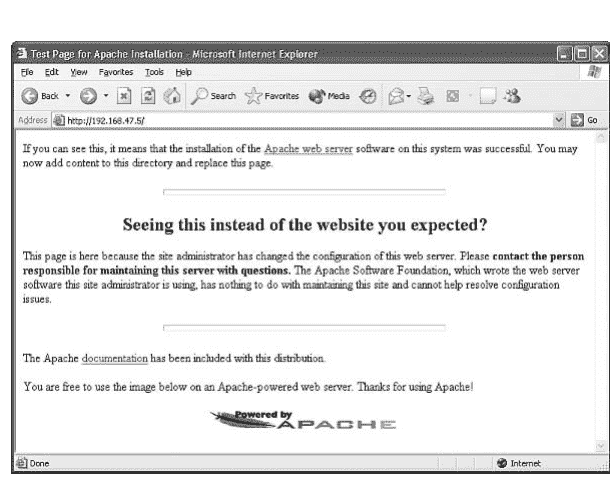 Test Page for Apache Installation - Microsoft Internet Explorer
File Edit View Favorites Tools Help
Back Search Favorites Media
Address http://192.168.47.5/ Go
If you can see this, it means that the installation of the Apache web server software on this system was successful. You may
now add content to this directory and replace this page.
Seeing this instead of the website you expected?
This page is here because the site administrator has changed the configuration of this web server. Please contact the person
responsible for maintaining this server with questions. The Apache Software Foundation, which wrote the web server
software this site administrator is using, has nothing to do with maintaining this site and cannot help resolve configuration
issues.
The Apache documentation has been included with this distribution.
You are free to use the image below on an Apache-powered web server. Thanks for using Apache!
Powered by
APACHE
Done Internet